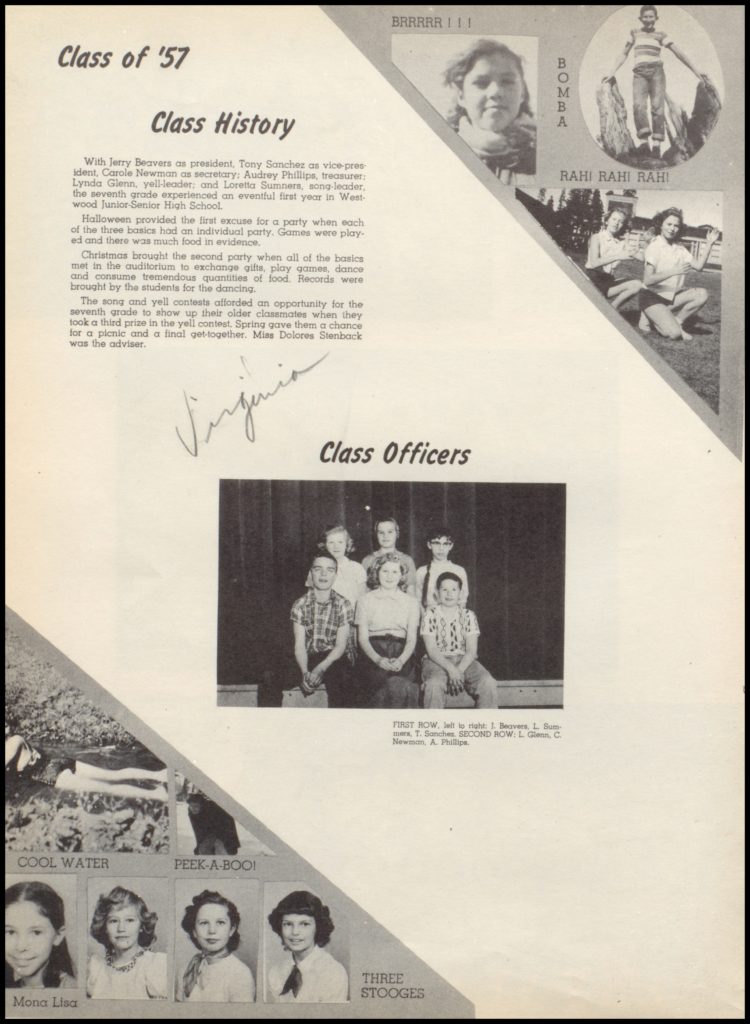 Class of '57
Class History
With Jerry Beavers as president, Tony Sanchez as vice-pres-
ident, Carole Newman as secretary; Audrey Phillips, treasurer;
Lynda Glenn, yell-leader; and Loretta Sumners, song-leader,
the seventh grade experienced an eventful first year in West-
wood Junior-Senior High School.
Halloween provided the first excuse for a party when each
of the three basics had an individual party. Games were play-
ed and there was much food in evidence.
Christmas brought the second party when all of the basics
met in the auditorium to exchange gifts, play games, dance
and consume tremendous quantities of food. Records were
brought by the students for the dancing.
The song and yell contests afforded an opportunity for the
seventh grade to show up their older classmates when they
took a third prize in the yell contest. Spring gave them a chance
for a picnic and a final get-together. Miss Dolores Stenback
was the adviser.
BRRRRR ! ! !
BOMBA
RAH! RAH! RAH!
Virginia
Class Officers
FIRST ROW, left to right: J. Beavers, L. Sum-
mers, T. Sanches. SECOND ROW: L. Glenn, C.
Newman, A. Phillips.
COOL WATER
PEEK-A-BOO!
Mona Lisa
THREE
STOOGES